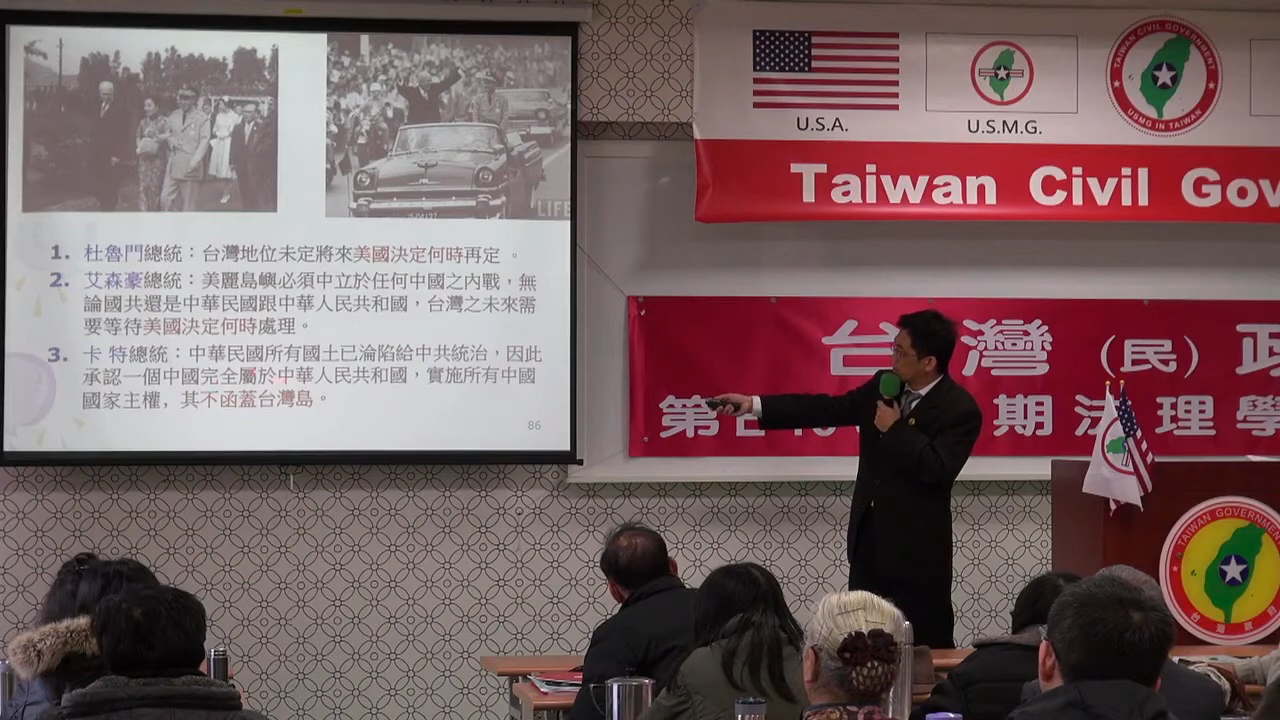 LIFE
1. 杜魯門總統：台灣地位未定將來美國決定何時再定 。
2. 艾森豪總統：美麗島嶼必須中立於任何中國之內戰，無
論國共還是中華民國跟中華人民共和國，台灣之未來需
要等待美國決定何時處理。
3. 卡 特總統：中華民國所有國土已淪陷給中共統治，因此
承認一個中國完全屬於中華人民共和國，實施所有中國
國家主權, 其不函蓋台灣島。
86
U.S.A.
U.S.M.G.
TAIWAN CIVIL GOVERNMENT
USMG IN TAIWAN
Taiwan Civil Gov
台灣（民）政
期法理學
TAIWAN GOVERNMENT